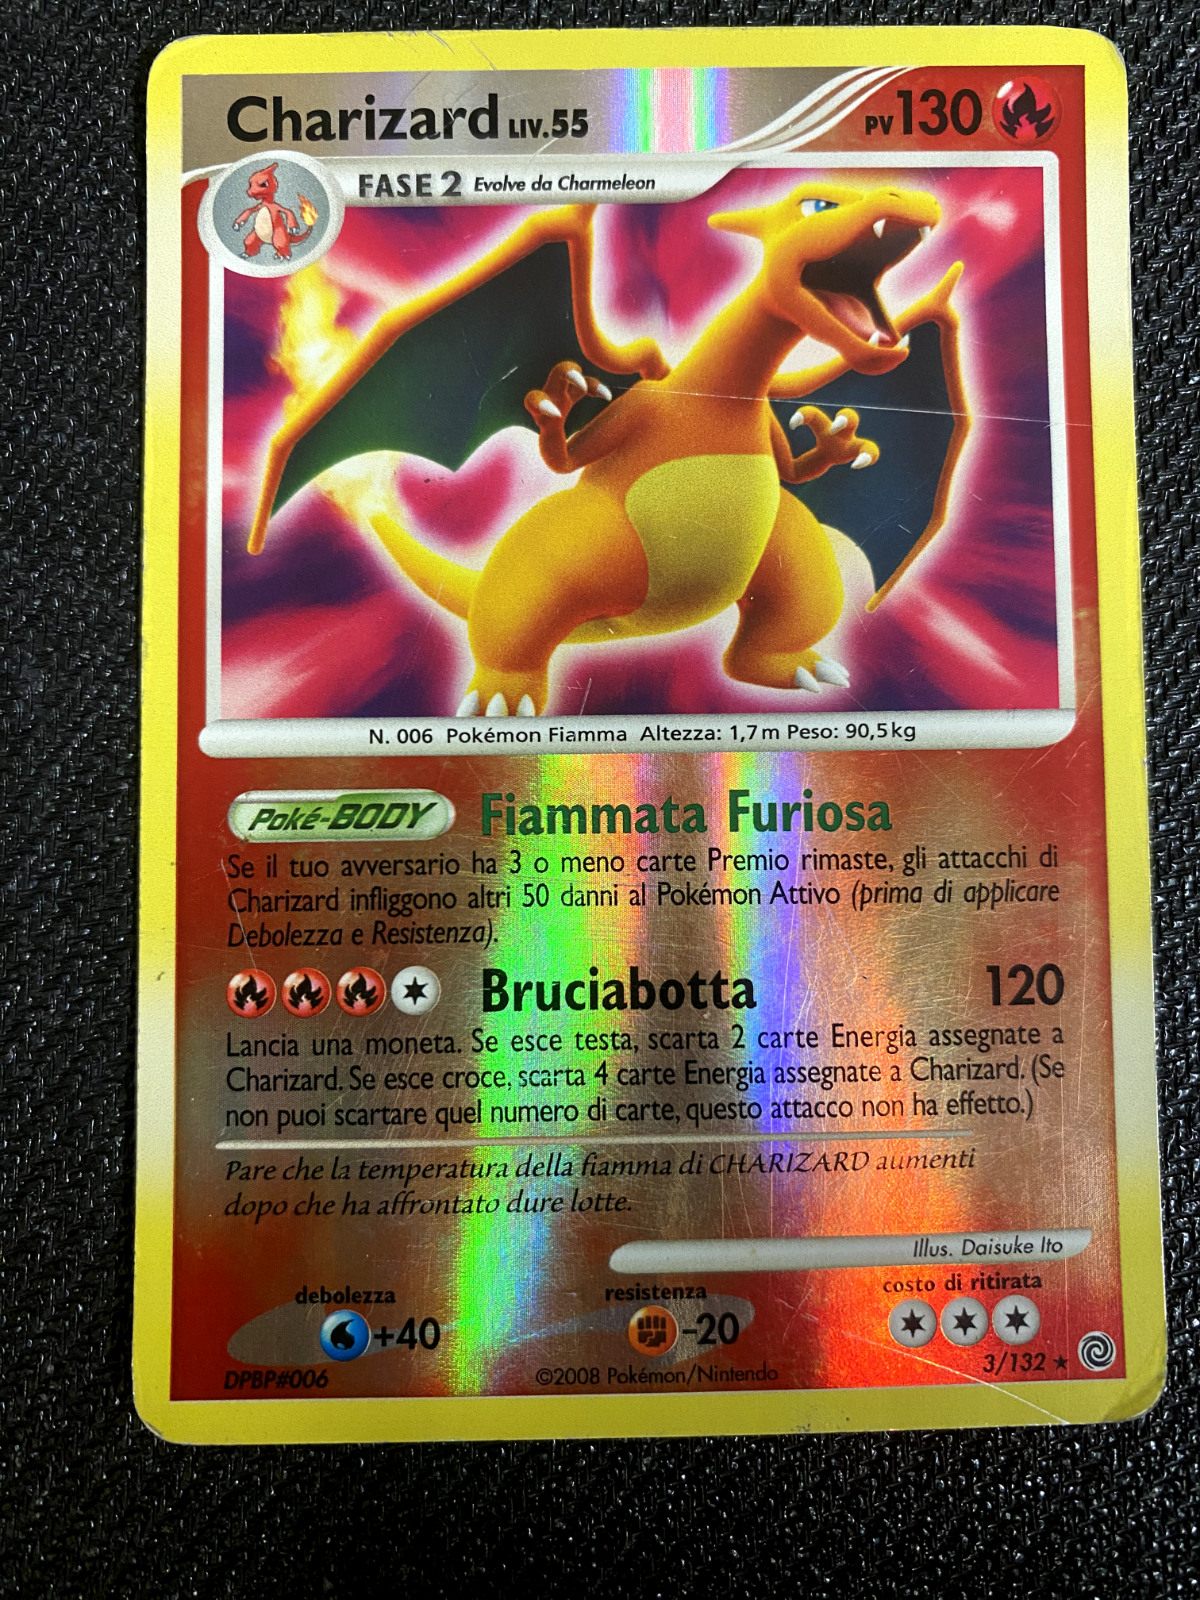 Charizard LIV.55
PV 130
FASE 2 Evolve da Charmeleon
N. 006 Pokémon Fiamma Altezza: 1,7 m Peso: 90,5 kg
Poké-BODY Fiammata Furiosa
Se il tuo avversario ha 3 o meno carte Premio rimaste, gli attacchi di
Charizard infliggono altri 50 danni al Pokémon Attivo (prima di applicare
Debolezza e Resistenza).
Bruciabotta 120
Lancia una moneta. Se esce testa, scarta 2 carte Energia assegnate a
Charizard. Se esce croce, scarta 4 carte Energia assegnate a Charizard. (Se
non puoi scartare quel numero di carte, questo attacco non ha effetto.)
Pare che la temperatura della fiamma di CHARIZARD aumenti
dopo che ha affrontato dure lotte.
Illus. Daisuke Ito
debolezza resistenza costo di ritirata
+40 -20
DPBP#006 ©2008 Pokémon/Nintendo 3/132 ★